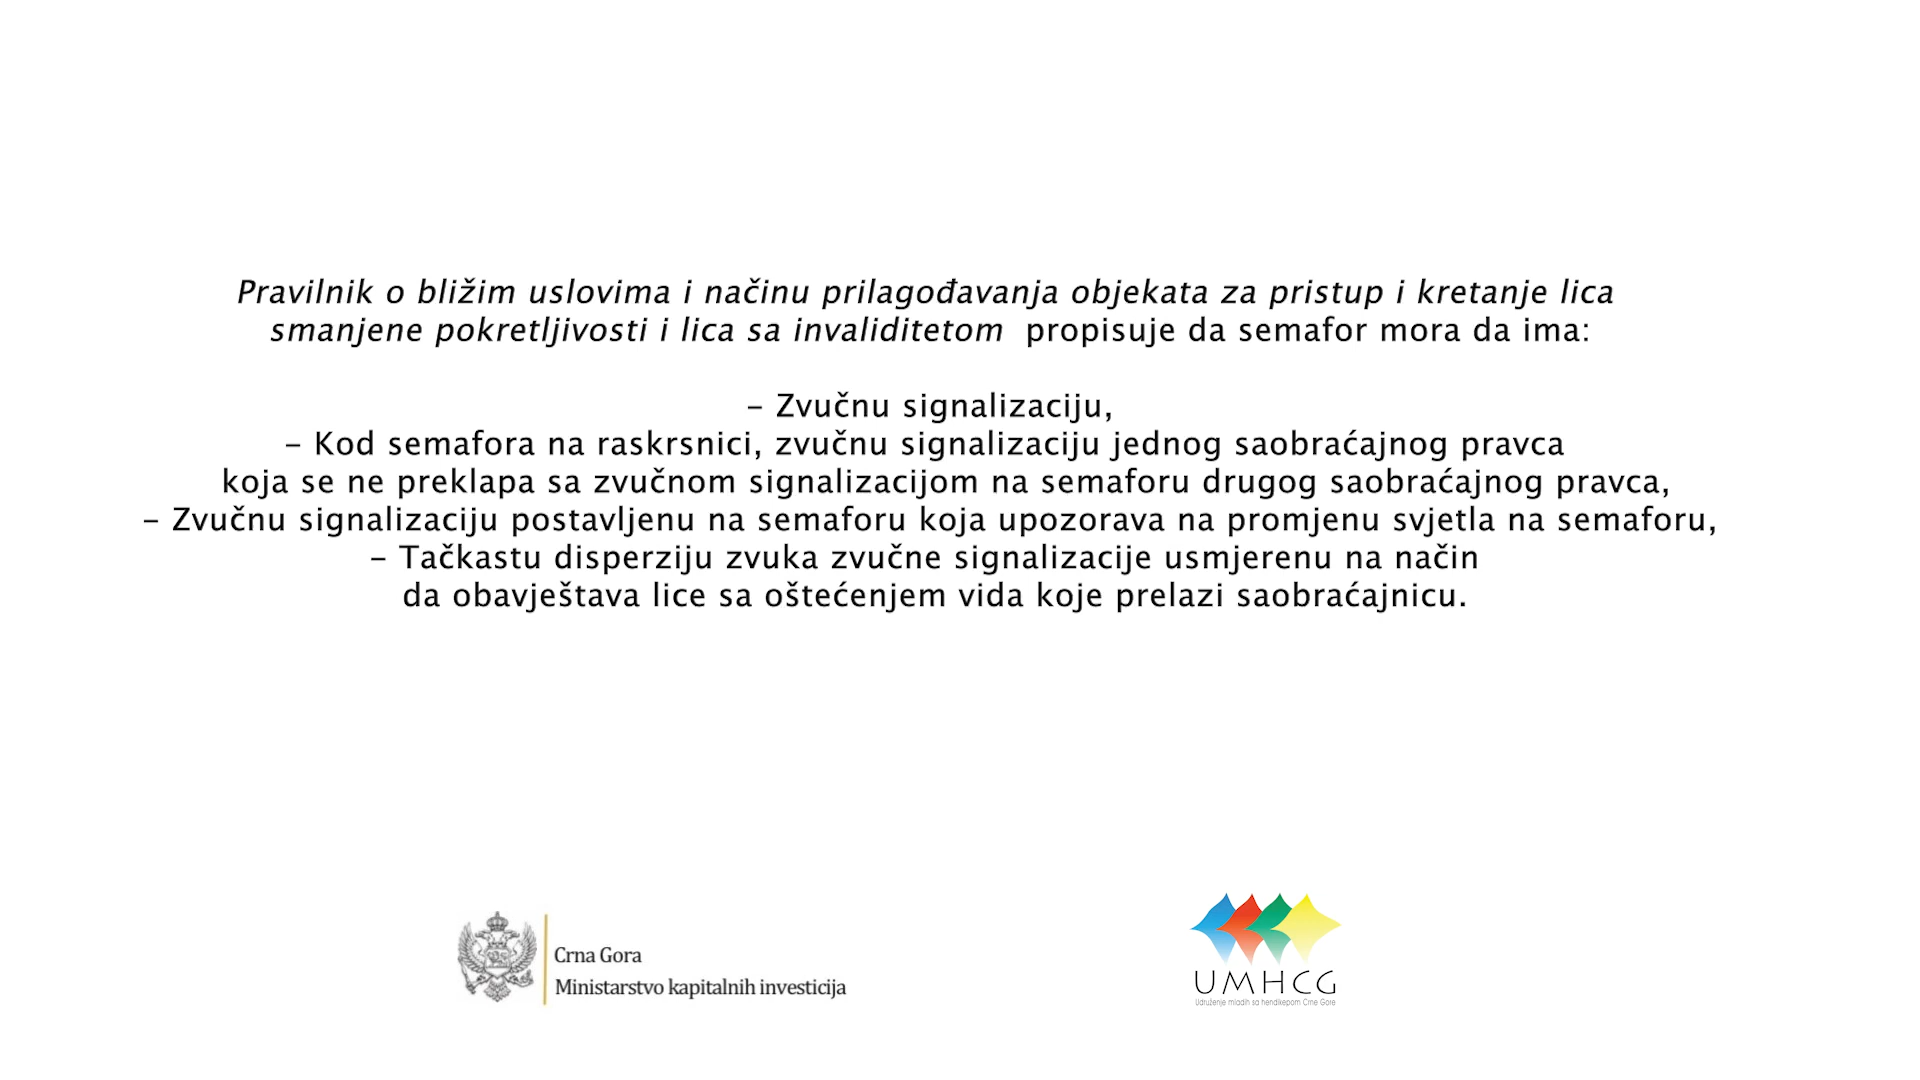 Pravilnik o bližim uslovima i načinu prilagođavanja objekata za pristup i kretanje lica
smanjene pokretljivosti i lica sa invaliditetom propisuje da semafor mora da ima:
– Zvučnu signalizaciju,
– Kod semafora na raskrsnici, zvučnu signalizaciju jednog saobraćajnog pravca
koja se ne preklapa sa zvučnom signalizacijom na semaforu drugog saobraćajnog pravca,
– Zvučnu signalizaciju postavljenu na semaforu koja upozorava na promjenu svjetla na semaforu,
– Tačkastu disperziju zvuka zvučne signalizacije usmjerenu na način
da obavještava lice sa oštećenjem vida koje prelazi saobraćajnicu.
Crna Gora
Ministarstvo kapitalnih investicija
UMHCG
Udruženje mladih sa hendikepom Crne Gore